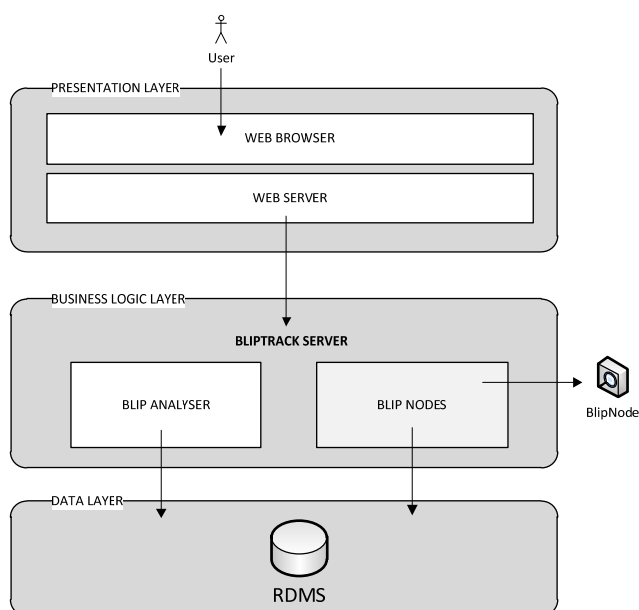 User
PRESENTATION LAYER
WEB BROWSER
WEB SERVER
BUSINESS LOGIC LAYER
BLIPTRACK SERVER
BLIP ANALYSER
BLIP NODES
BlipNode
DATA LAYER
RDMS